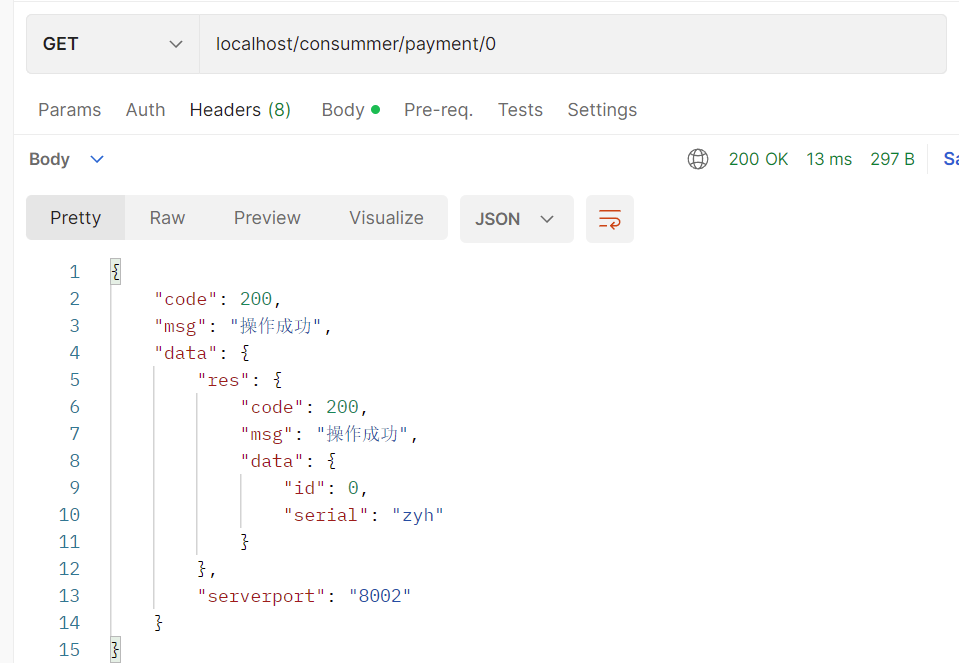 GET localhost/consummer/payment/0
Params Auth Headers (8) Body Pre-req. Tests Settings
Body 200 OK 13 ms 297 B Sa
Pretty Raw Preview Visualize JSON
1 {
2 "code": 200,
3 "msg": "操作成功",
4 "data": {
5 "res": {
6 "code": 200,
7 "msg": "操作成功",
8 "data": {
9 "id": 0,
10 "serial": "zyh"
11 }
12 },
13 "serverport": "8002"
14 }
15 }